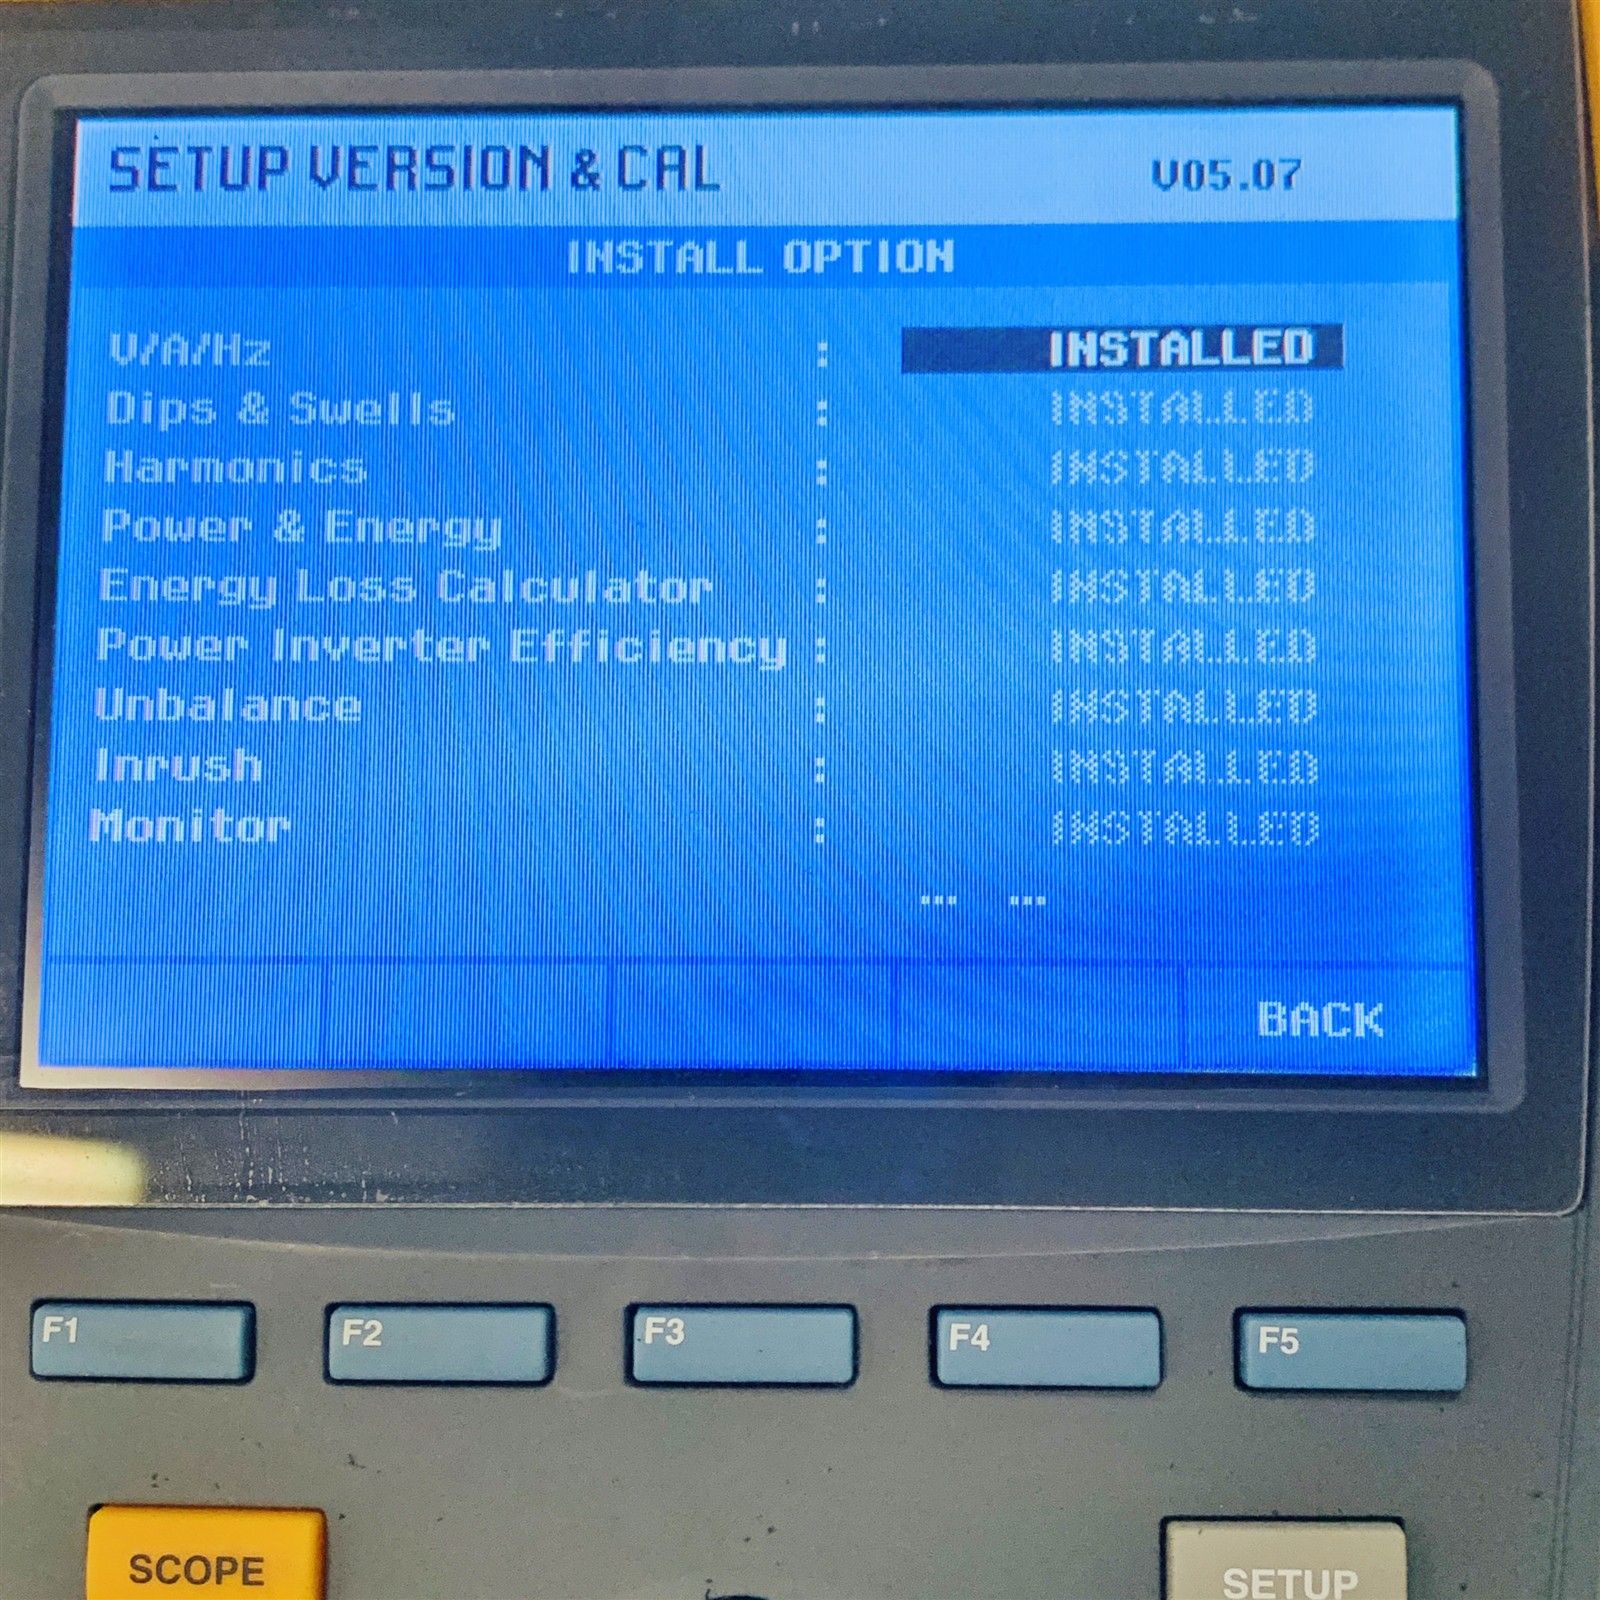 SETUP VERSION & CAL V05.07
INSTALL OPTION
V/A/Hz : INSTALLED
Dips & Swells : INSTALLED
Harmonics : INSTALLED
Power & Energy : INSTALLED
Energy Loss Calculator : INSTALLED
Power Inverter Efficiency : INSTALLED
Unbalance : INSTALLED
Inrush : INSTALLED
Monitor : INSTALLED
... ...
BACK
F1 F2 F3 F4 F5
SCOPE SETUP